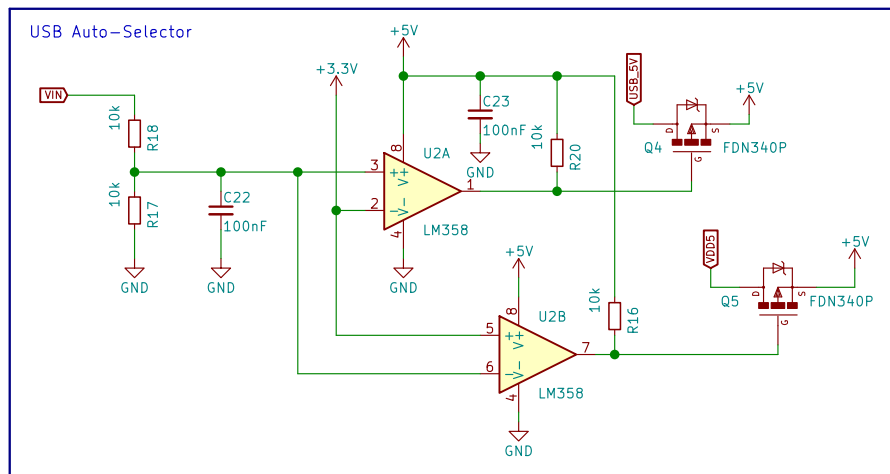 USB Auto-Selector
+5V
+3.3V
USB_5V
+5V
VIN
C23
100nF
10k
R18
10k
R20
D
S
G
Q4
FDN340P
GND
8
U2A
3
+
V+
1
2
-
V-
4
LM358
10k
R17
C22
100nF
GND
GND
GND
VDD5
+5V
+5V
D
S
G
Q5
FDN340P
10k
R16
8
U2B
5
+
V+
7
6
-
V-
4
LM358
GND